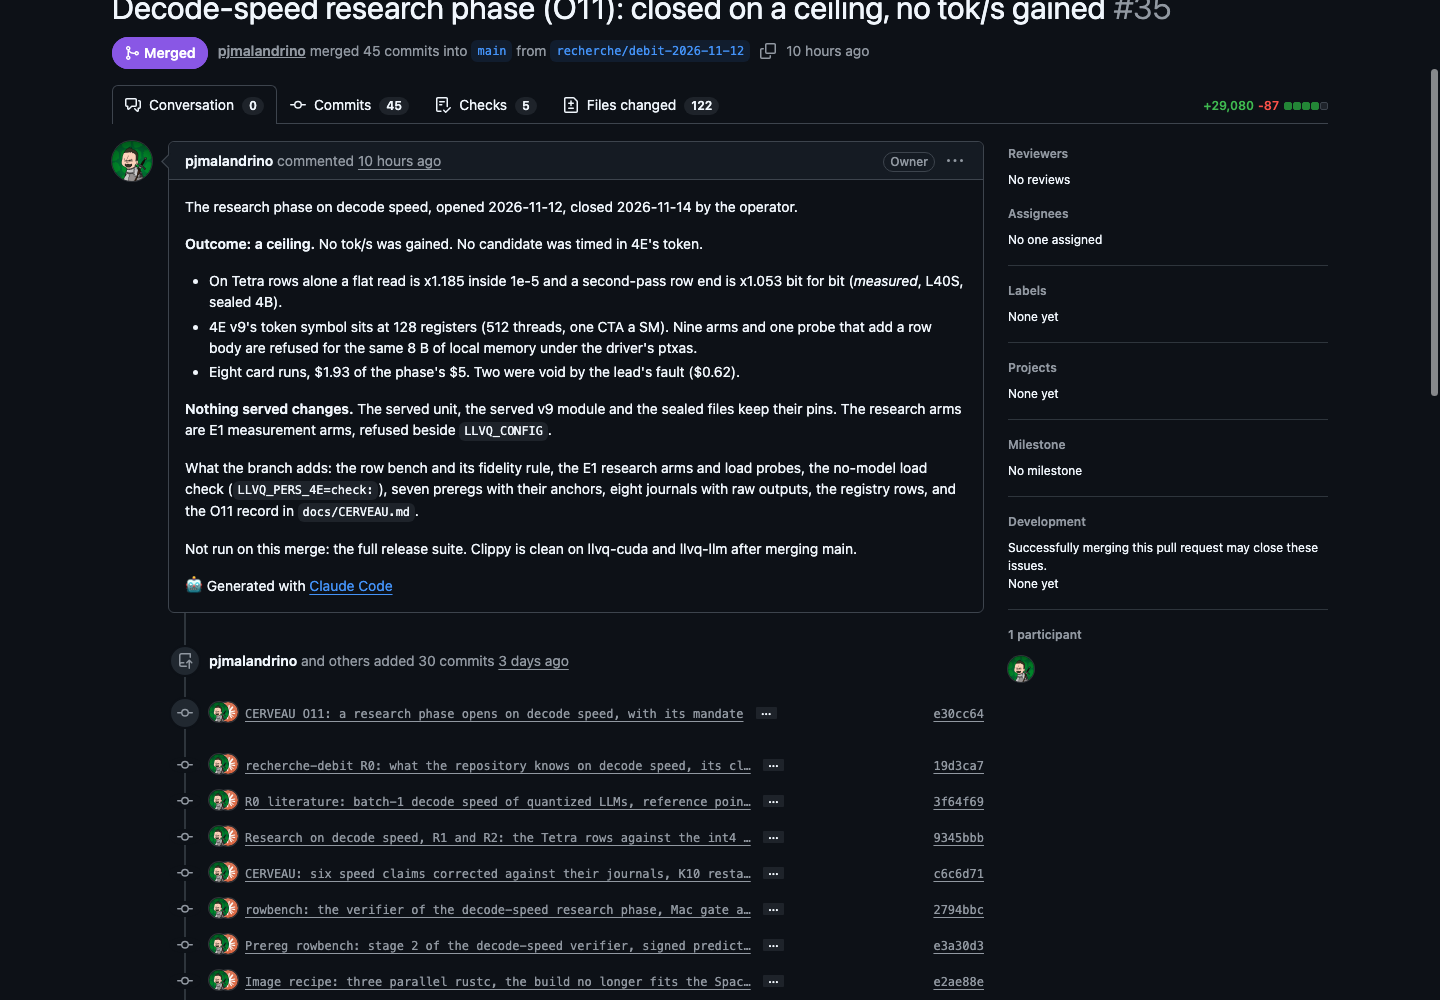 Decode-speed research phase (O11): closed on a ceiling, no tok/s gained #35
Merged pjmalandrino merged 45 commits into main from recherche/debit-2026-11-12 10 hours ago
Conversation 0 Commits 45 Checks 5 Files changed 122 +29,080 -87
pjmalandrino commented 10 hours ago Owner ...
The research phase on decode speed, opened 2026-11-12, closed 2026-11-14 by the operator.
Outcome: a ceiling. No tok/s was gained. No candidate was timed in 4E's token.
• On Tetra rows alone a flat read is x1.185 inside 1e-5 and a second-pass row end is x1.053 bit for bit (measured, L40S,
sealed 4B).
• 4E v9's token symbol sits at 128 registers (512 threads, one CTA a SM). Nine arms and one probe that add a row
body are refused for the same 8 B of local memory under the driver's ptxas.
• Eight card runs, $1.93 of the phase's $5. Two were void by the lead's fault ($0.62).
Nothing served changes. The served unit, the served v9 module and the sealed files keep their pins. The research arms
are E1 measurement arms, refused beside LLVQ_CONFIG.
What the branch adds: the row bench and its fidelity rule, the E1 research arms and load probes, the no-model load
check (LLVQ_PERS_4E=check:), seven preregs with their anchors, eight journals with raw outputs, the registry rows, and
the O11 record in docs/CERVEAU.md.
Not run on this merge: the full release suite. Clippy is clean on llvq-cuda and llvq-llm after merging main.
🤖 Generated with Claude Code
pjmalandrino and others added 30 commits 3 days ago
CERVEAU O11: a research phase opens on decode speed, with its mandate ... e30cc64
recherche-debit R0: what the repository knows on decode speed, its cl… ... 19d3ca7
R0 literature: batch-1 decode speed of quantized LLMs, reference poin… ... 3f64f69
Research on decode speed, R1 and R2: the Tetra rows against the int4 … ... 9345bbb
CERVEAU: six speed claims corrected against their journals, K10 resta… ... c6c6d71
rowbench: the verifier of the decode-speed research phase, Mac gate a… ... 2794bbc
Prereg rowbench: stage 2 of the decode-speed verifier, signed predict… ... e3a30d3
Image recipe: three parallel rustc, the build no longer fits the Spac… ... e2ae88e
Reviewers
No reviews
Assignees
No one assigned
Labels
None yet
Projects
None yet
Milestone
No milestone
Development
Successfully merging this pull request may close these
issues.
None yet
1 participant